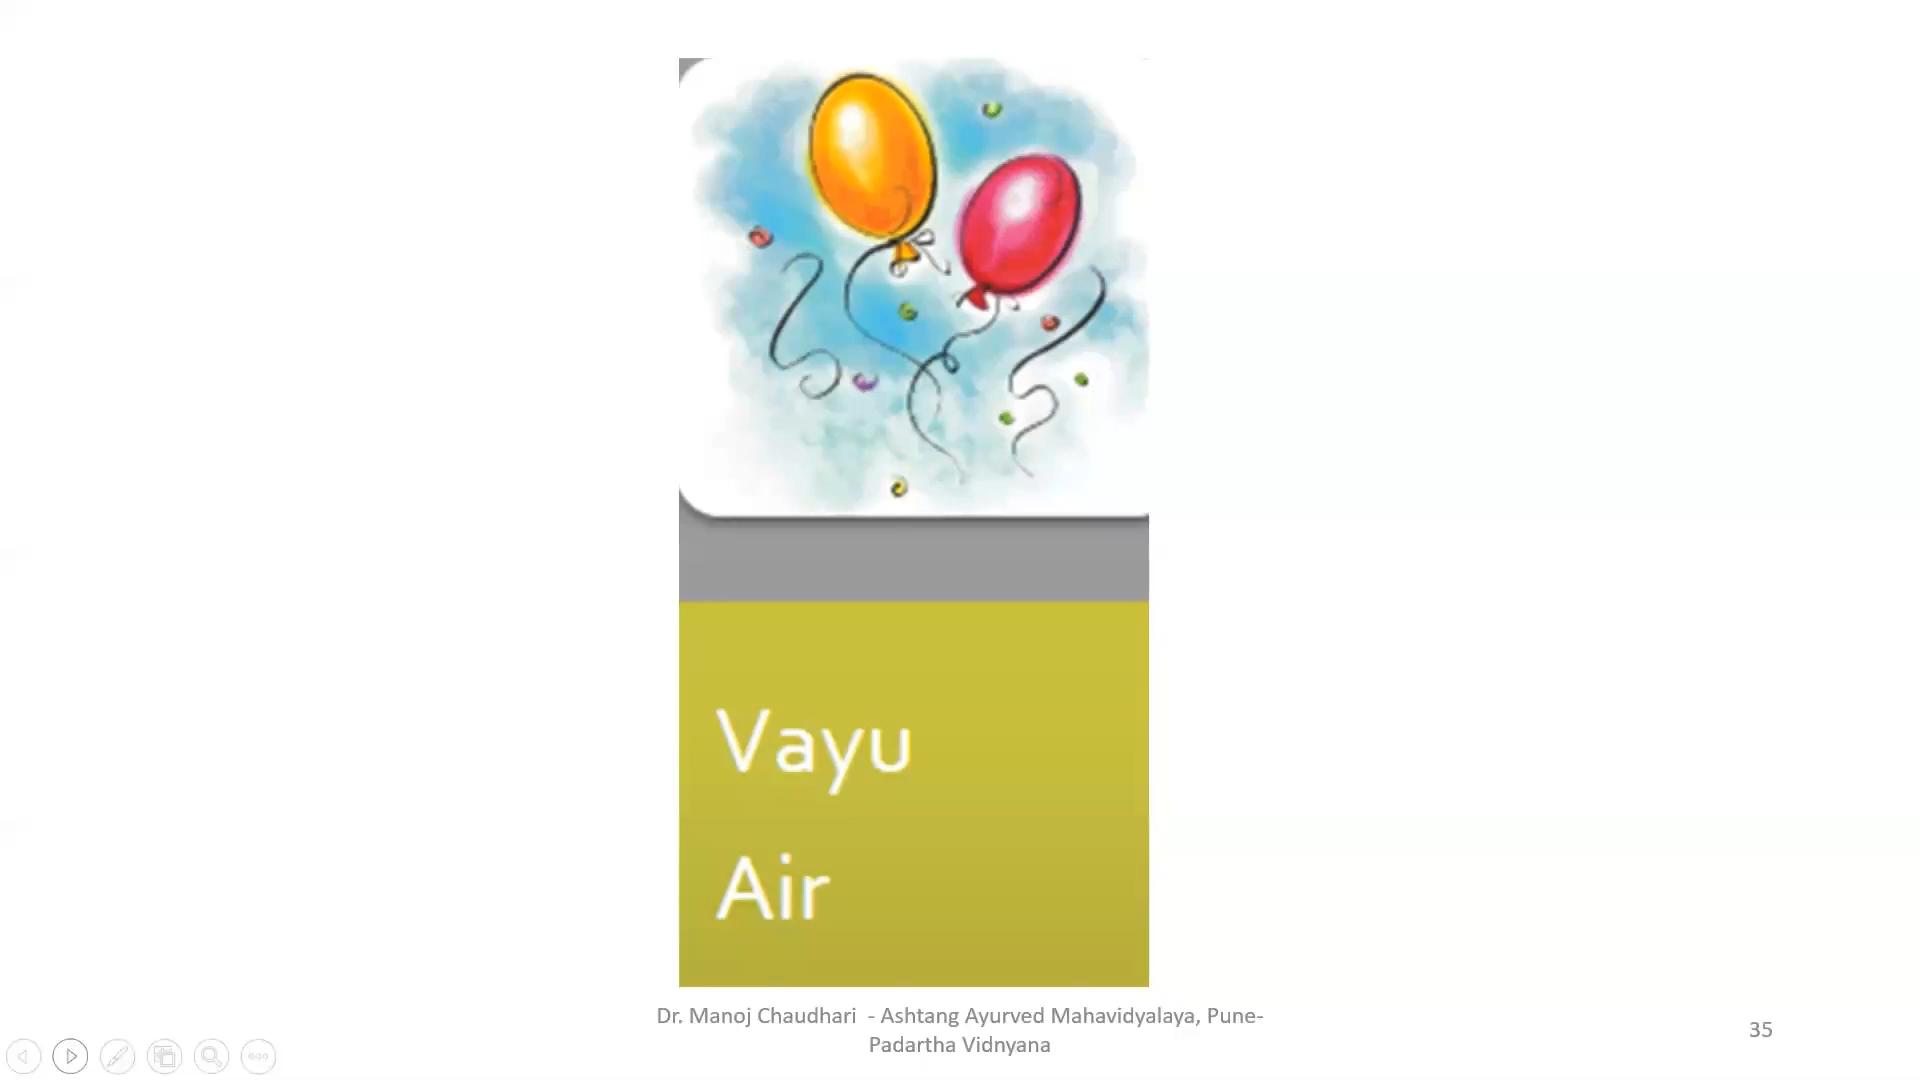 Vayu
Air
Dr. Manoj Chaudhari - Ashtang Ayurved Mahavidyalaya, Pune-
Padartha Vidnyana
35